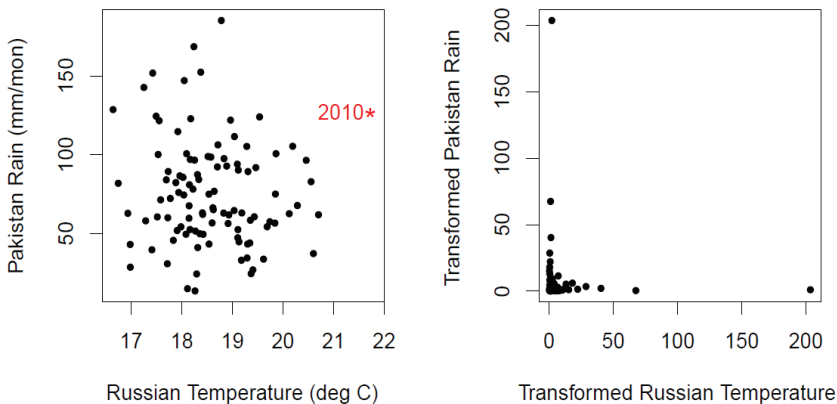 Pakistan Rain (mm/mon)
150
100
50
2010*
17 18 19 20 21 22
Russian Temperature (deg C)
Transformed Pakistan Rain
200
150
100
50
0
0 50 100 150 200
Transformed Russian Temperature